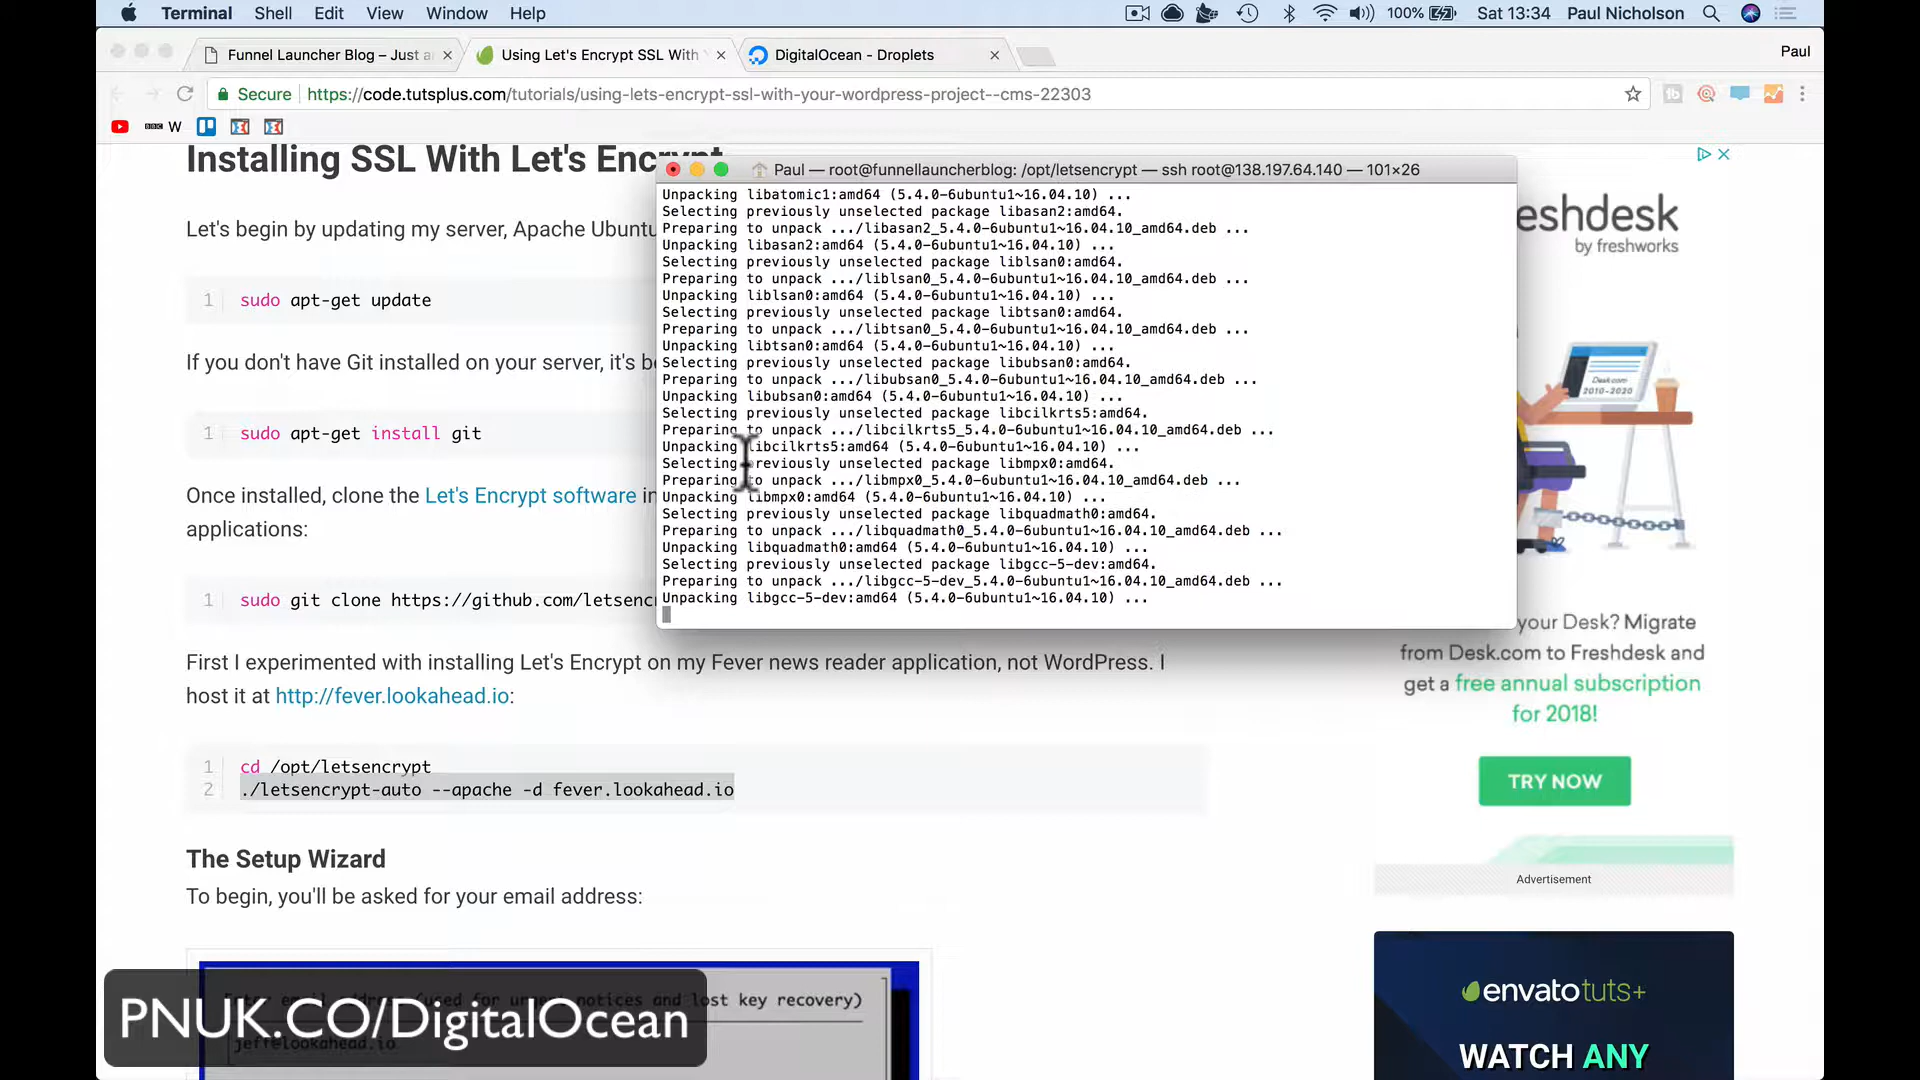 Terminal Shell Edit View Window Help 100% Sat 13:34 Paul Nicholson
Funnel Launcher Blog – Just a
Using Let's Encrypt SSL With
DigitalOcean - Droplets
Paul
Secure https://code.tutsplus.com/tutorials/using-lets-encrypt-ssl-with-your-wordpress-project--cms-22303
BBC W
Installing SSL With Let's Encrypt
Let's begin by updating my server, Apache Ubuntu
1 sudo apt-get update
If you don't have Git installed on your server, it's be
1 sudo apt-get install git
Once installed, clone the Let's Encrypt software in
applications:
1 sudo git clone https://github.com/letsencr
First I experimented with installing Let's Encrypt on my Fever news reader application, not WordPress. I
host it at http://fever.lookahead.io:
1 cd /opt/letsencrypt
2 ./letsencrypt-auto --apache -d fever.lookahead.io
The Setup Wizard
To begin, you'll be asked for your email address:
lost key recovery)
jeff@lookahead.io
PNUK.CO/DigitalOcean
Paul — root@funnellauncherblog: /opt/letsencrypt — ssh root@138.197.64.140 — 101×26
Unpacking libatomic1:amd64 (5.4.0-6ubuntu1~16.04.10) ...
Selecting previously unselected package libasan2:amd64.
Preparing to unpack .../libasan2_5.4.0-6ubuntu1~16.04.10_amd64.deb ...
Unpacking libasan2:amd64 (5.4.0-6ubuntu1~16.04.10) ...
Selecting previously unselected package liblsan0:amd64.
Preparing to unpack .../liblsan0_5.4.0-6ubuntu1~16.04.10_amd64.deb ...
Unpacking liblsan0:amd64 (5.4.0-6ubuntu1~16.04.10) ...
Selecting previously unselected package libtsan0:amd64.
Preparing to unpack .../libtsan0_5.4.0-6ubuntu1~16.04.10_amd64.deb ...
Unpacking libtsan0:amd64 (5.4.0-6ubuntu1~16.04.10) ...
Selecting previously unselected package libubsan0:amd64.
Preparing to unpack .../libubsan0_5.4.0-6ubuntu1~16.04.10_amd64.deb ...
Unpacking libubsan0:amd64 (5.4.0-6ubuntu1~16.04.10) ...
Selecting previously unselected package libcilkrts5:amd64.
Preparing to unpack .../libcilkrts5_5.4.0-6ubuntu1~16.04.10_amd64.deb ...
Unpacking libcilkrts5:amd64 (5.4.0-6ubuntu1~16.04.10) ...
Selecting previously unselected package libmpx0:amd64.
Preparing to unpack .../libmpx0_5.4.0-6ubuntu1~16.04.10_amd64.deb ...
Unpacking libmpx0:amd64 (5.4.0-6ubuntu1~16.04.10) ...
Selecting previously unselected package libquadmath0:amd64.
Preparing to unpack .../libquadmath0_5.4.0-6ubuntu1~16.04.10_amd64.deb ...
Unpacking libquadmath0:amd64 (5.4.0-6ubuntu1~16.04.10) ...
Selecting previously unselected package libgcc-5-dev:amd64.
Preparing to unpack .../libgcc-5-dev_5.4.0-6ubuntu1~16.04.10_amd64.deb ...
Unpacking libgcc-5-dev:amd64 (5.4.0-6ubuntu1~16.04.10) ...
eshdesk
by freshworks
Desk.com
2010-2020
your Desk? Migrate
from Desk.com to Freshdesk and
get a free annual subscription
for 2018!
TRY NOW
Advertisement
envatotuts+
WATCH ANY